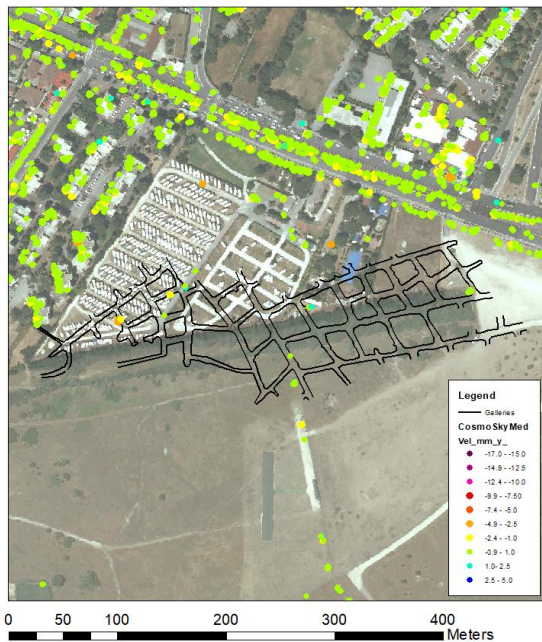 Legend
Galleries
CosmoSkyMed
Vel_mm_y_
-17.0 - -15.0
-14.9 - -12.5
-12.4 - -10.0
-9.9 - -7.50
-7.4 - -5.0
-4.9 - -2.5
-2.4 - -1.0
-0.9 - 1.0
1.0- 2.5
2.5 - 5.0
0 50 100 200 300 400
Meters